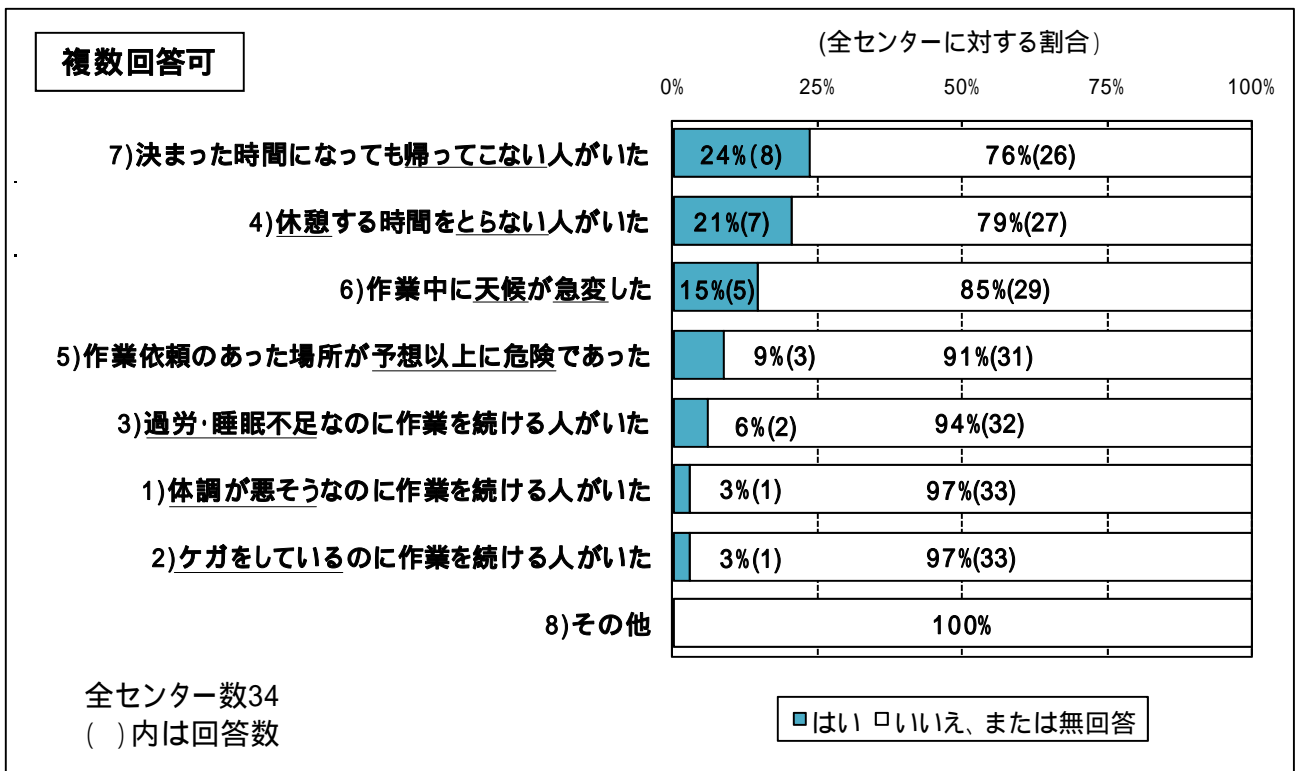 複数回答可
(全センターに対する割合)
0% 25% 50% 75% 100%
7)決まった時間になっても帰ってこない人がいた 24%(8) 76%(26)
4)休憩する時間をとらない人がいた 21%(7) 79%(27)
6)作業中に天候が急変した 15%(5) 85%(29)
5)作業依頼のあった場所が予想以上に危険であった 9%(3) 91%(31)
3)過労・睡眠不足なのに作業を続ける人がいた 6%(2) 94%(32)
1)体調が悪そうなのに作業を続ける人がいた 3%(1) 97%(33)
2)ケガをしているのに作業を続ける人がいた 3%(1) 97%(33)
8)その他 100%
全センター数34
( )内は回答数
はい いいえ、または無回答